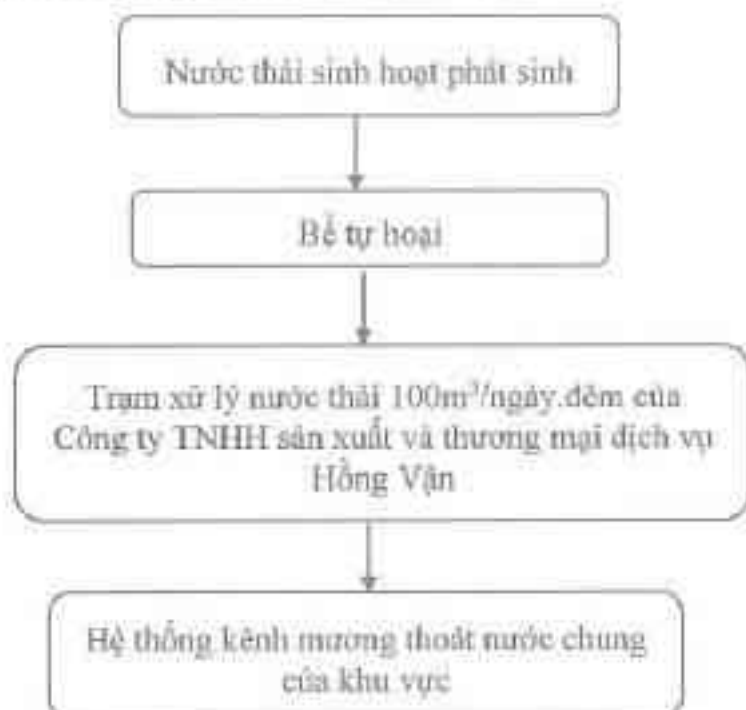 Nước thải sinh hoạt phát sinh
Bể tự hoại
Trạm xử lý nước thải 100m³/ngày.đêm của
Công ty TNHH sản xuất và thương mại dịch vụ
Hồng Vận
Hệ thống kênh mương thoát nước chung
của khu vực